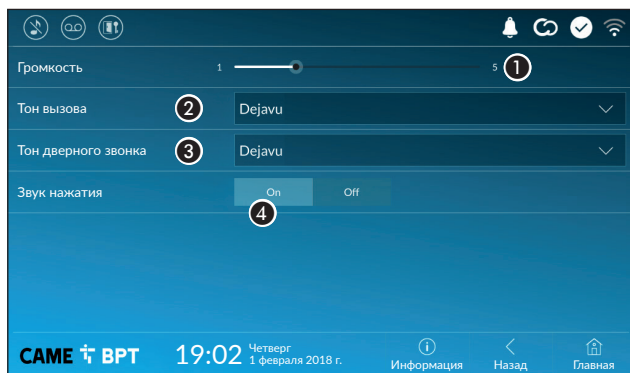 Громкость 1 5 1
Тон вызова 2 Dejavu
Тон дверного звонка 3 Dejavu
Звук нажатия On Off
4
CAME BPT 19:02 Четверг
1 февраля 2018 г.
Информация Назад Главная